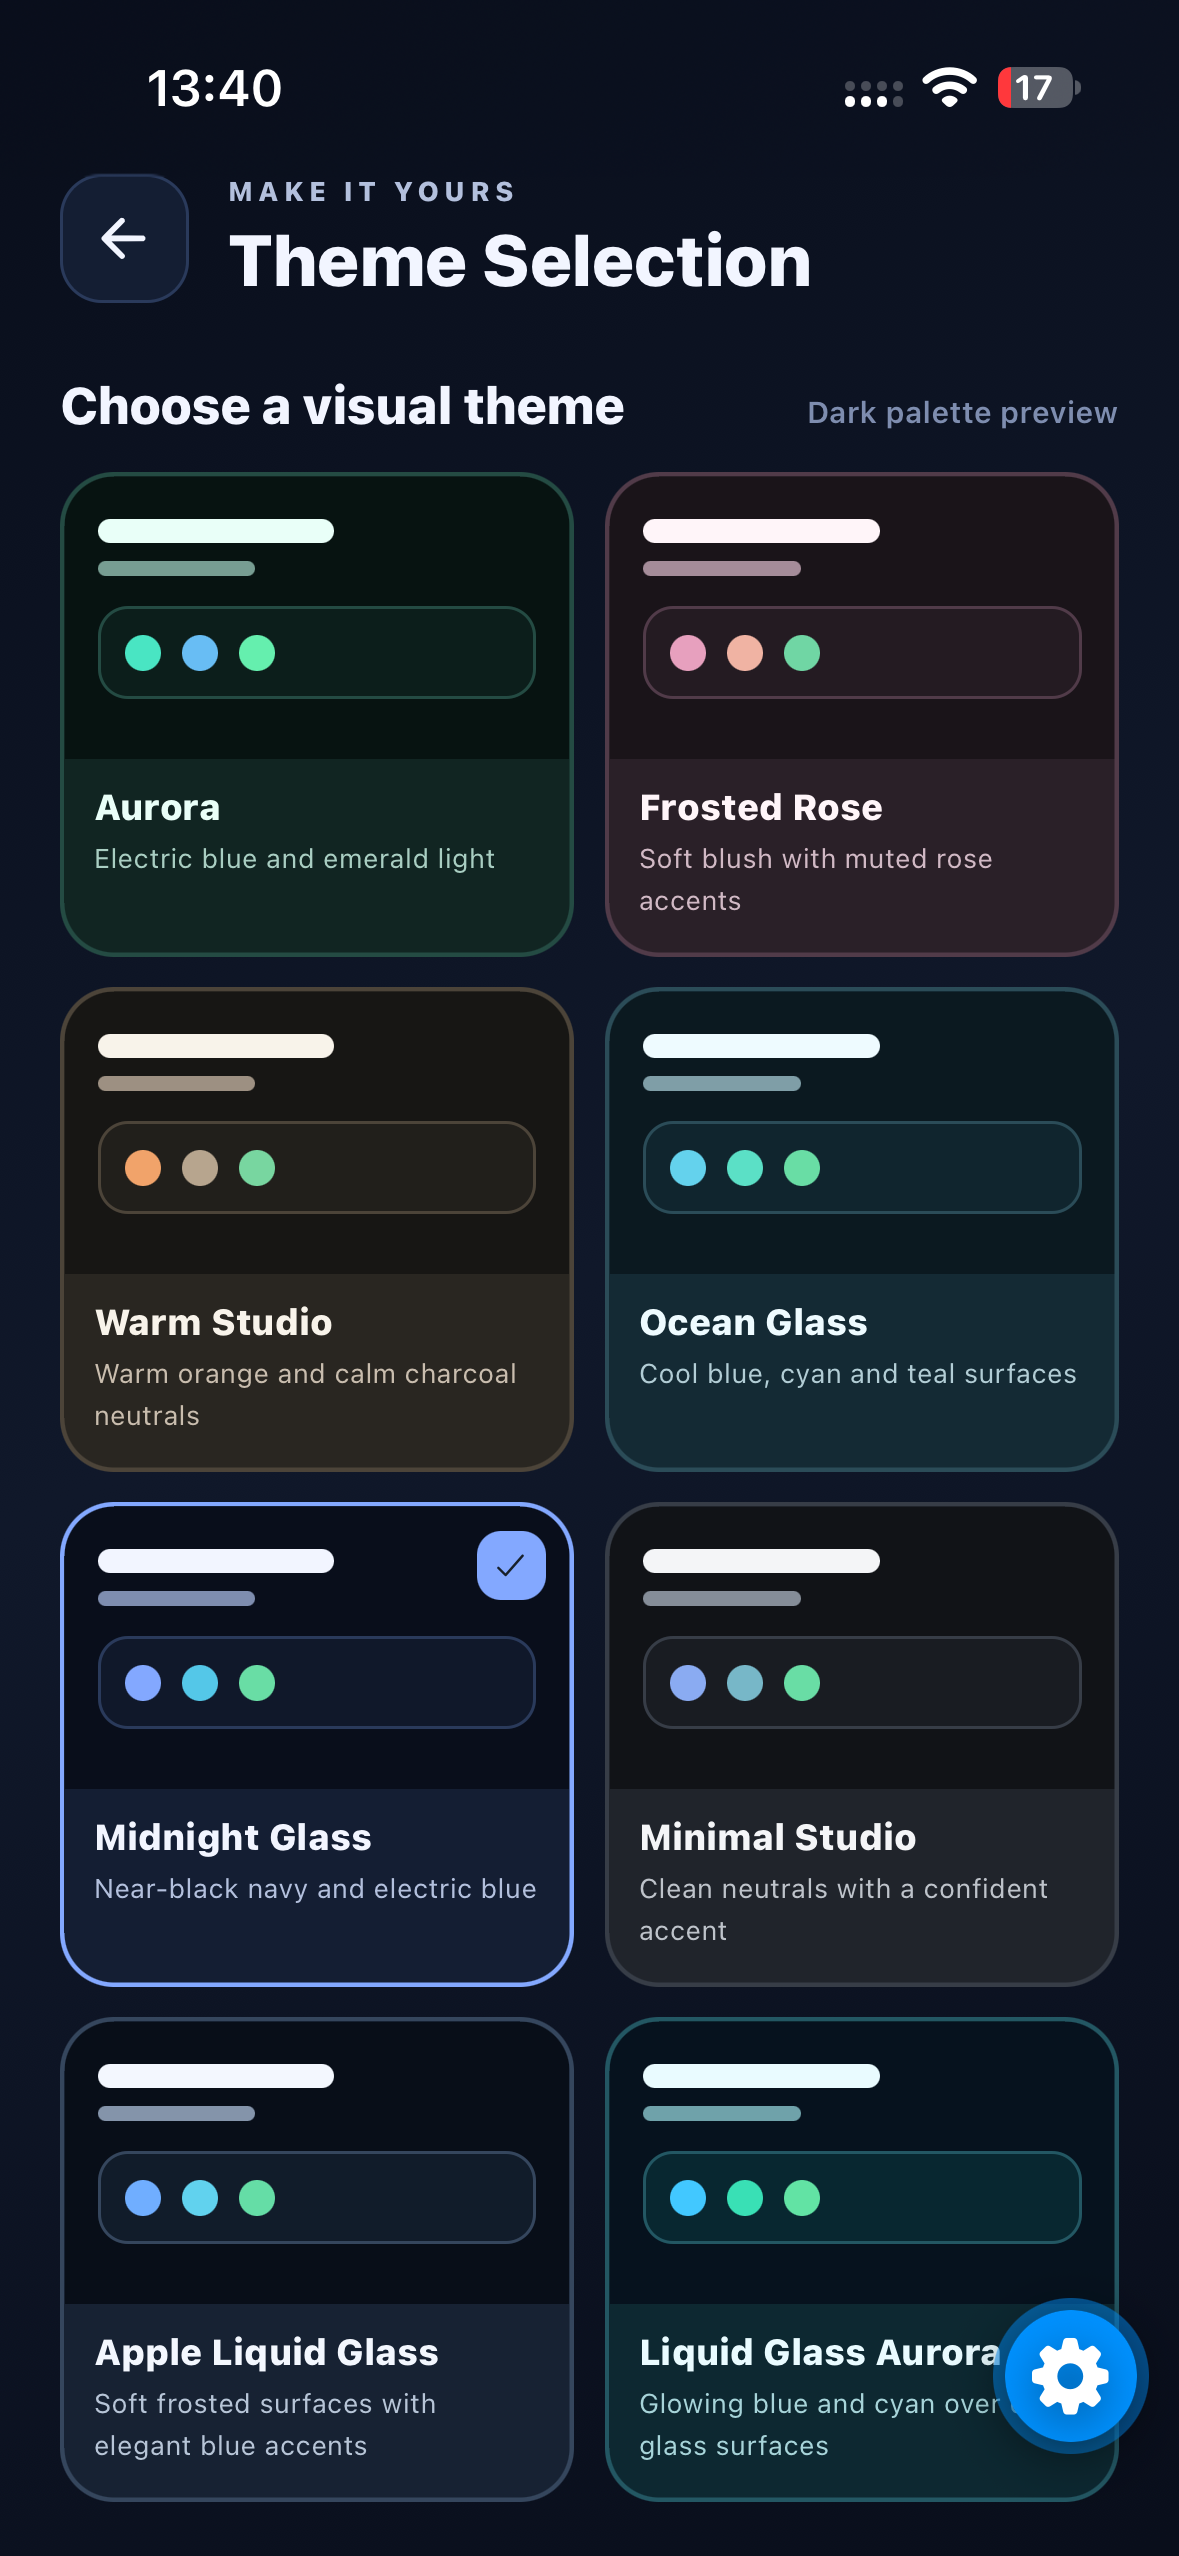 13:40
17
MAKE IT YOURS
Theme Selection
Choose a visual theme
Dark palette preview
Aurora
Electric blue and emerald light
Frosted Rose
Soft blush with muted rose
accents
Warm Studio
Warm orange and calm charcoal
neutrals
Ocean Glass
Cool blue, cyan and teal surfaces
Midnight Glass
Near-black navy and electric blue
Minimal Studio
Clean neutrals with a confident
accent
Apple Liquid Glass
Soft frosted surfaces with
elegant blue accents
Liquid Glass Aurora
Glowing blue and cyan over
glass surfaces